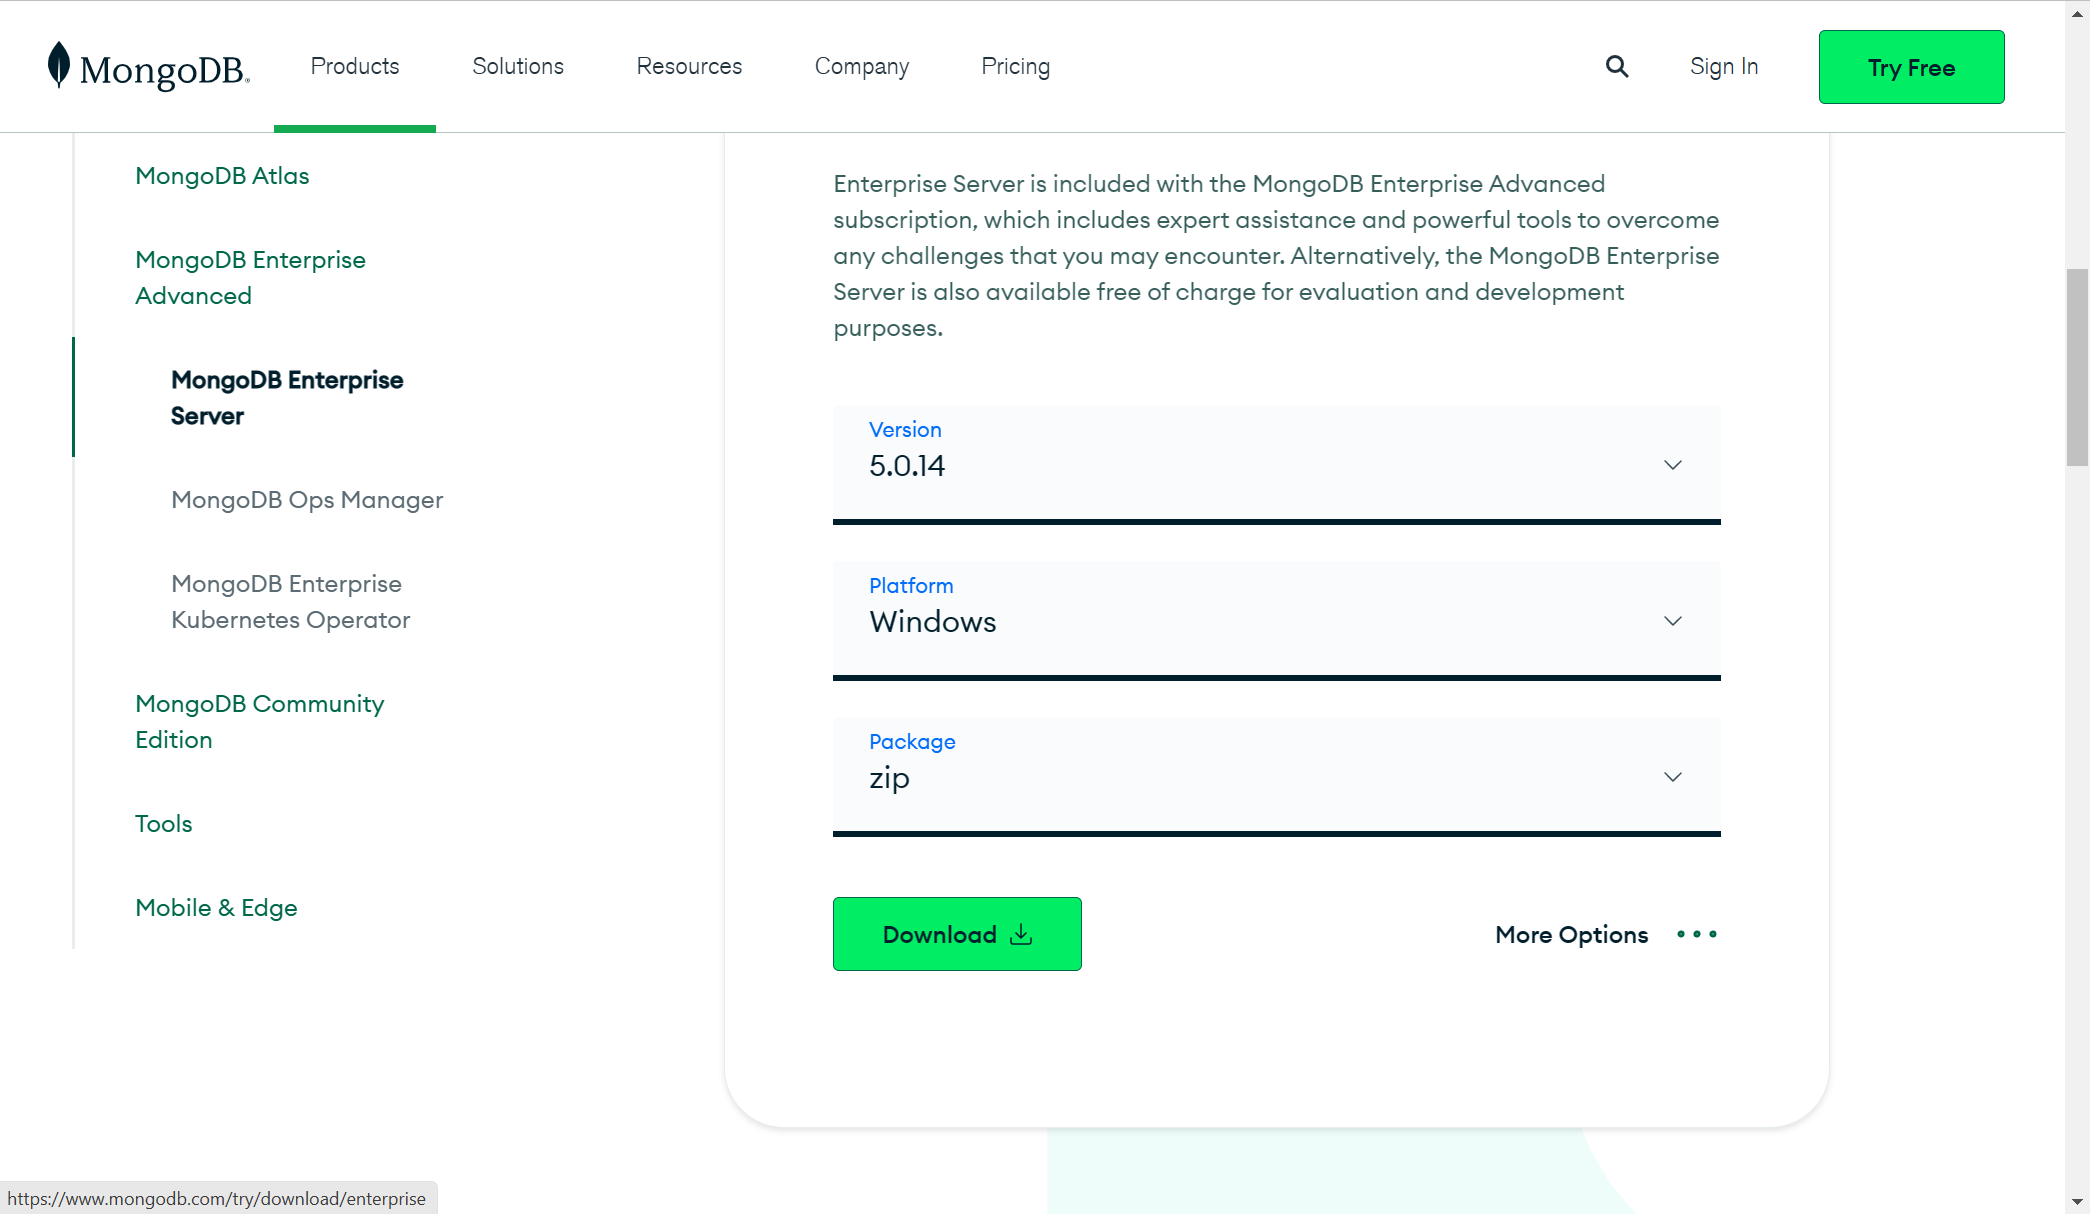 MongoDB.
Products
Solutions
Resources
Company
Pricing
Sign In
Try Free
MongoDB Atlas
MongoDB Enterprise
Advanced
MongoDB Enterprise
Server
MongoDB Ops Manager
MongoDB Enterprise
Kubernetes Operator
MongoDB Community
Edition
Tools
Mobile & Edge
Enterprise Server is included with the MongoDB Enterprise Advanced
subscription, which includes expert assistance and powerful tools to overcome
any challenges that you may encounter. Alternatively, the MongoDB Enterprise
Server is also available free of charge for evaluation and development
purposes.
Version
5.0.14
Platform
Windows
Package
zip
Download
More Options
https://www.mongodb.com/try/download/enterprise